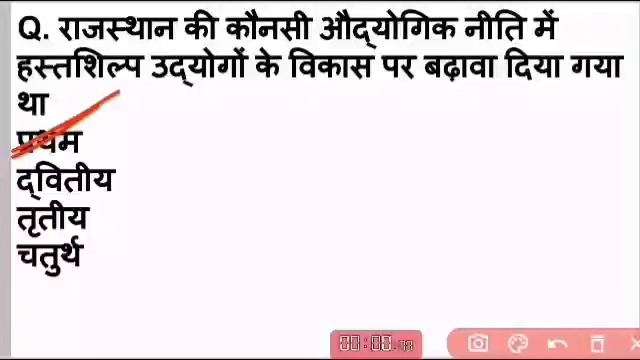 Q. राजस्थान की कौनसी औद्योगिक नीति में
हस्तशिल्प उद्योगों के विकास पर बढ़ावा दिया गया
था
प्रथम
द्वितीय
तृतीय
चतुर्थ